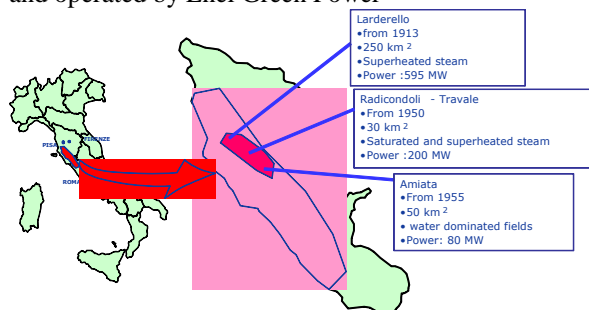 and operated by Enel Green Power
Larderello
•from 1913
•250 km 2
•Superheated steam
•Power :595 MW
Radicondoli - Travale
•From 1950
•30 km 2
•Saturated and superheated steam
•Power :200 MW
Amiata
•From 1955
•50 km 2
• water dominated fields
•Power: 80 MW
PISA
FIRENZE
ROMA